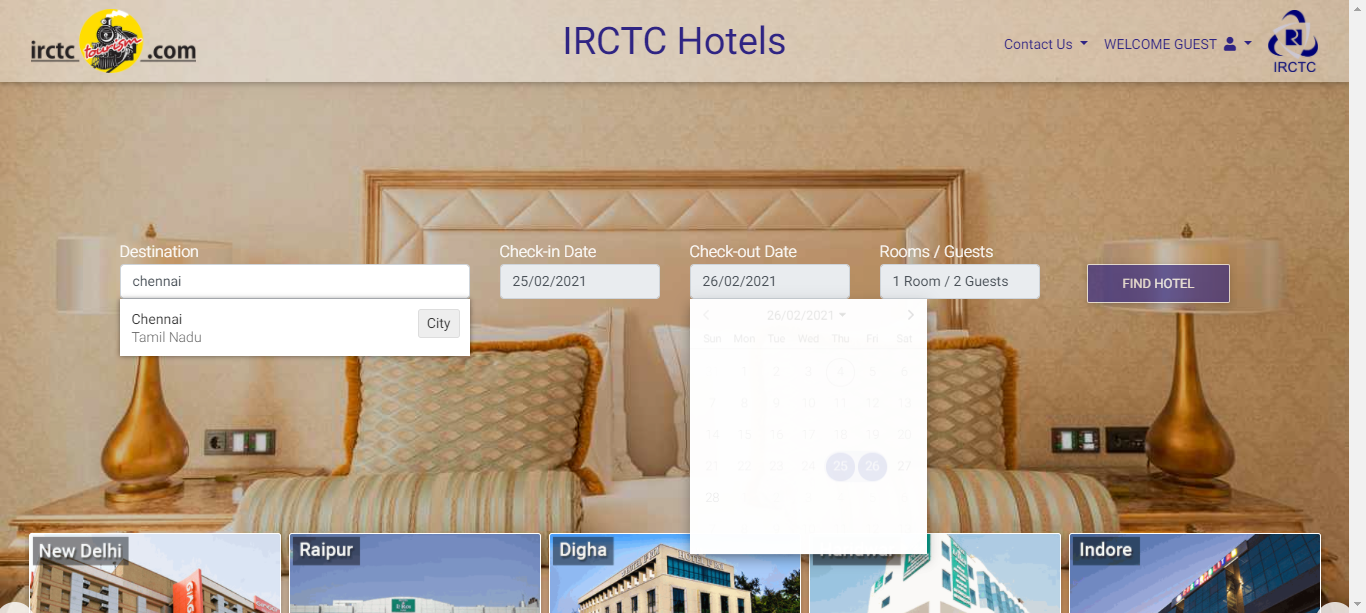 irctc tourism .com
IRCTC Hotels
Contact Us
WELCOME GUEST
IRCTC
Destination
Check-in Date
Check-out Date
Rooms / Guests
chennai
25/02/2021
26/02/2021
1 Room / 2 Guests
FIND HOTEL
Chennai
Tamil Nadu
City
26/02/2021
Sun Mon Tue Wed Thu Fri Sat
1 2 3 4 5 6
7 8 9 10 11 12 13
14 15 16 17 18 19 20
21 22 23 24 25 26 27
28
New Delhi
Raipur
Digha
Indore